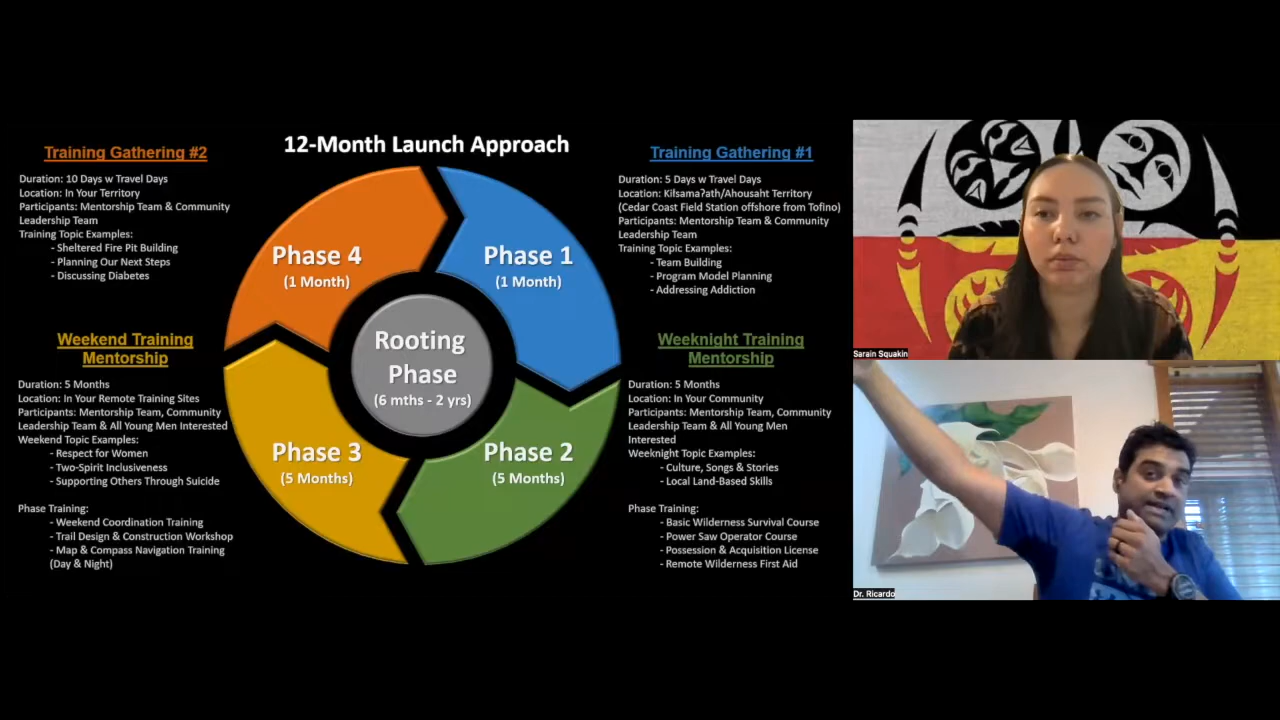 12-Month Launch Approach
Training Gathering #2
Duration: 10 Days w Travel Days
Location: In Your Territory
Participants: Mentorship Team & Community
Leadership Team
Training Topic Examples:
- Sheltered Fire Pit Building
- Planning Our Next Steps
- Discussing Diabetes
Training Gathering #1
Duration: 5 Days w Travel Days
Location: Kiłsamaʔath/Ahousaht Territory
(Cedar Coast Field Station offshore from Tofino)
Participants: Mentorship Team & Community
Leadership Team
Training Topic Examples:
- Team Building
- Program Model Planning
- Addressing Addiction
Phase 4
(1 Month)
Phase 1
(1 Month)
Rooting
Phase
(6 mths - 2 yrs)
Phase 3
(5 Months)
Phase 2
(5 Months)
Weekend Training
Mentorship
Duration: 5 Months
Location: In Your Remote Training Sites
Participants: Mentorship Team, Community
Leadership Team & All Young Men Interested
Weekend Topic Examples:
- Respect for Women
- Two-Spirit Inclusiveness
- Supporting Others Through Suicide
Phase Training:
- Weekend Coordination Training
- Trail Design & Construction Workshop
- Map & Compass Navigation Training
(Day & Night)
Weeknight Training
Mentorship
Duration: 5 Months
Location: In Your Community
Participants: Mentorship Team, Community
Leadership Team & All Young Men
Interested
Weeknight Topic Examples:
- Culture, Songs & Stories
- Local Land-Based Skills
Phase Training:
- Basic Wilderness Survival Course
- Power Saw Operator Course
- Possession & Acquisition License
- Remote Wilderness First Aid
Sarain Squakin
Dr. Ricardo